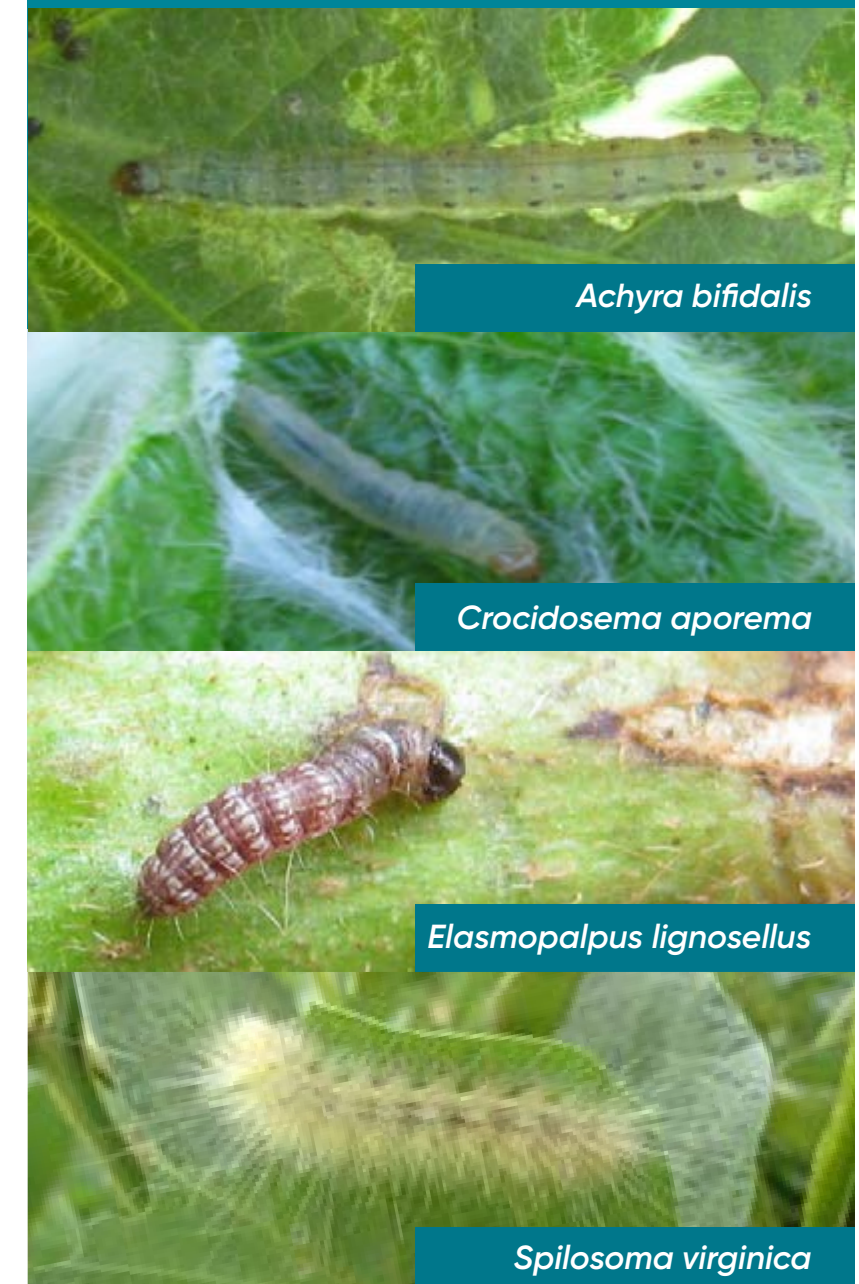 Achyra bifidalis
Crocidosema aporema
Elasmopalpus lignosellus
Spilosoma virginica